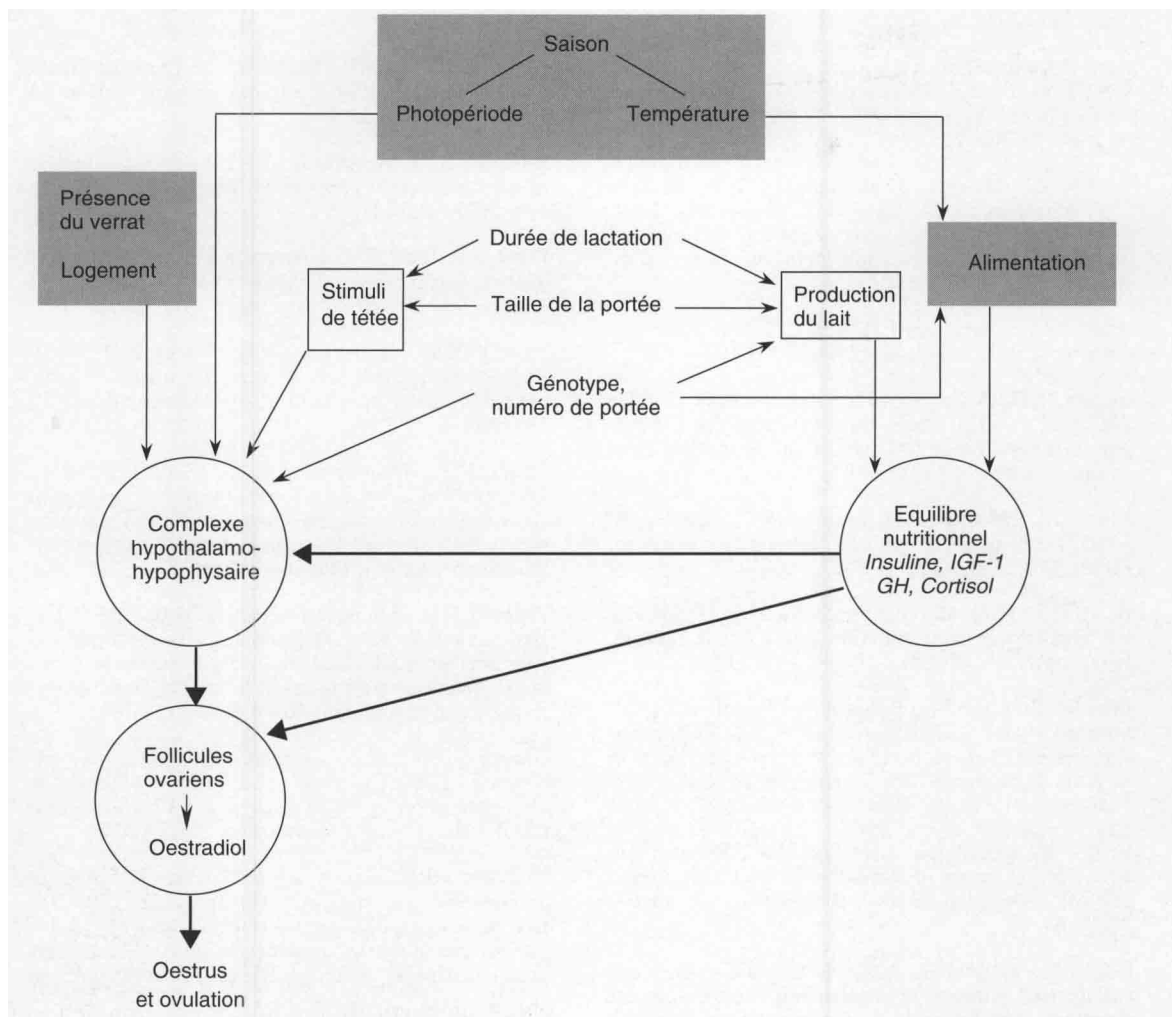 Saison
Photopériode
Température
Présence
du verrat
Logement
Durée de lactation
Alimentation
Stimuli
de tétée
Taille de la portée
Production
du lait
Génotype,
numéro de portée
Complexe
hypothalamo-
hypophysaire
Equilibre
nutritionnel
Insuline, IGF-1
GH, Cortisol
Follicules
ovariens
Oestradiol
Oestrus
et ovulation